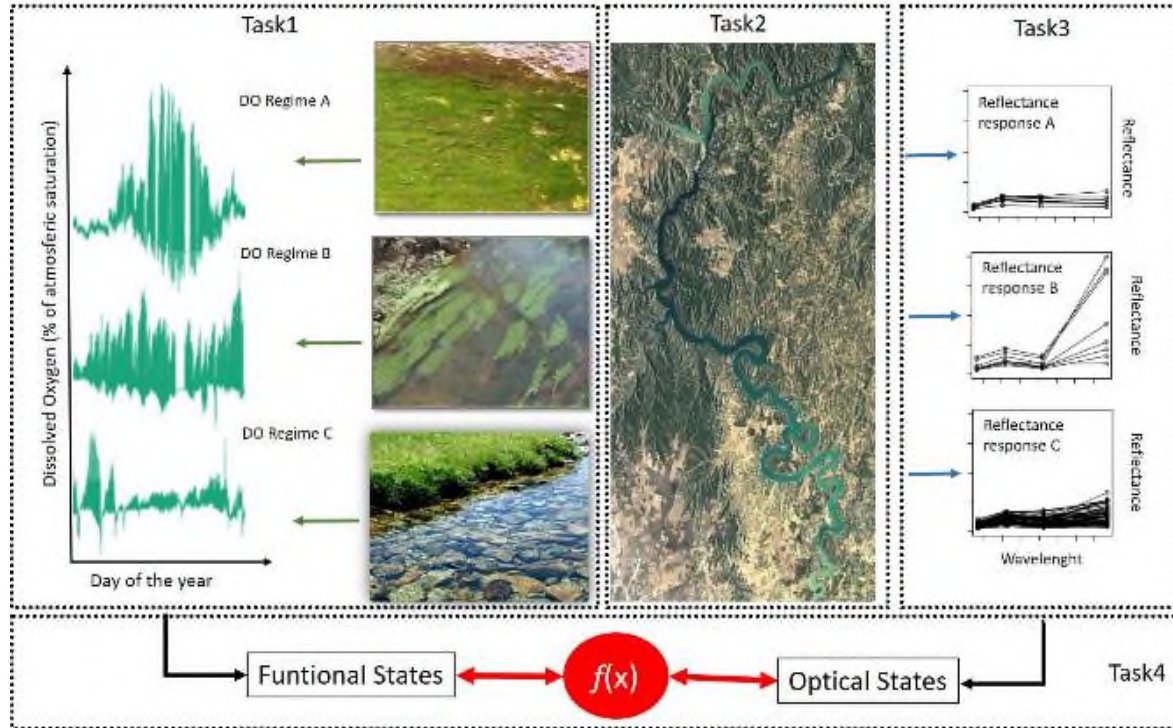 Task1
Dissolved Oxygen (% of atmosferic saturation)
DO Regime A
DO Regime B
DO Regime C
Day of the year
Task2
Task3
Reflectance
response A
Reflectance
Reflectance
response B
Reflectance
Reflectance
response C
Reflectance
Wavelenght
Funtional States
f(x)
Optical States
Task4